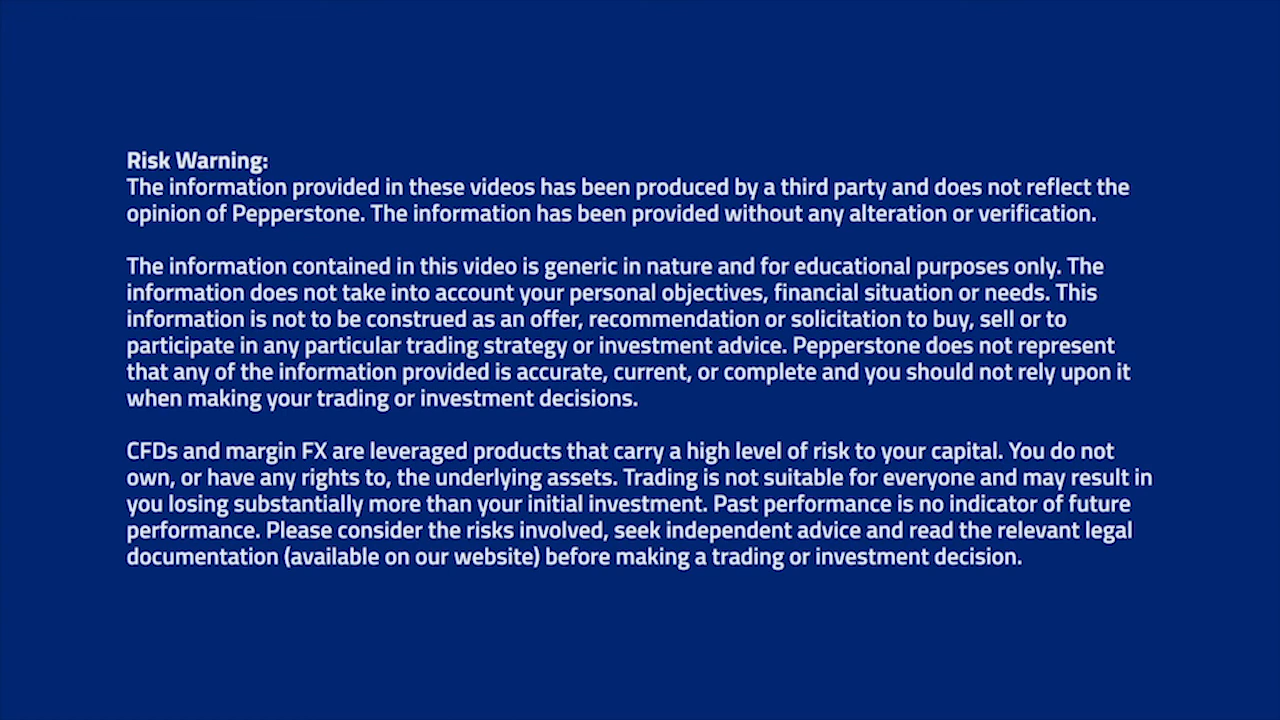 Risk Warning:
The information provided in these videos has been produced by a third party and does not reflect the
opinion of Pepperstone. The information has been provided without any alteration or verification.
The information contained in this video is generic in nature and for educational purposes only. The
information does not take into account your personal objectives, financial situation or needs. This
information is not to be construed as an offer, recommendation or solicitation to buy, sell or to
participate in any particular trading strategy or investment advice. Pepperstone does not represent
that any of the information provided is accurate, current, or complete and you should not rely upon it
when making your trading or investment decisions.
CFDs and margin FX are leveraged products that carry a high level of risk to your capital. You do not
own, or have any rights to, the underlying assets. Trading is not suitable for everyone and may result in
you losing substantially more than your initial investment. Past performance is no indicator of future
performance. Please consider the risks involved, seek independent advice and read the relevant legal
documentation (available on our website) before making a trading or investment decision.